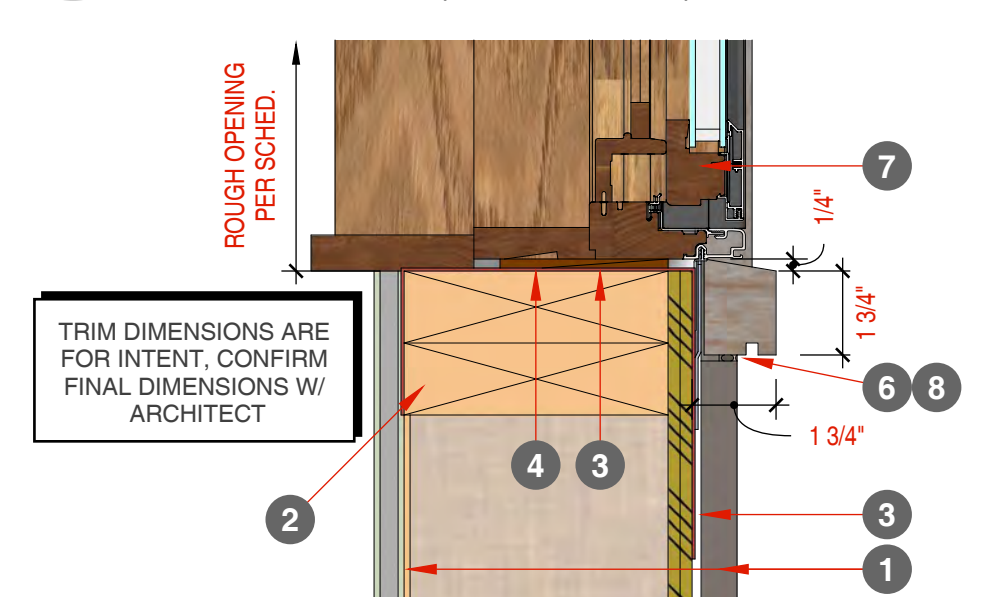 ROUGH OPENING
PER SCHED.
7
1/4"
1 3/4"
TRIM DIMENSIONS ARE
FOR INTENT, CONFIRM
FINAL DIMENSIONS W/
ARCHITECT
6 8
1 3/4"
4 3
2
3
1